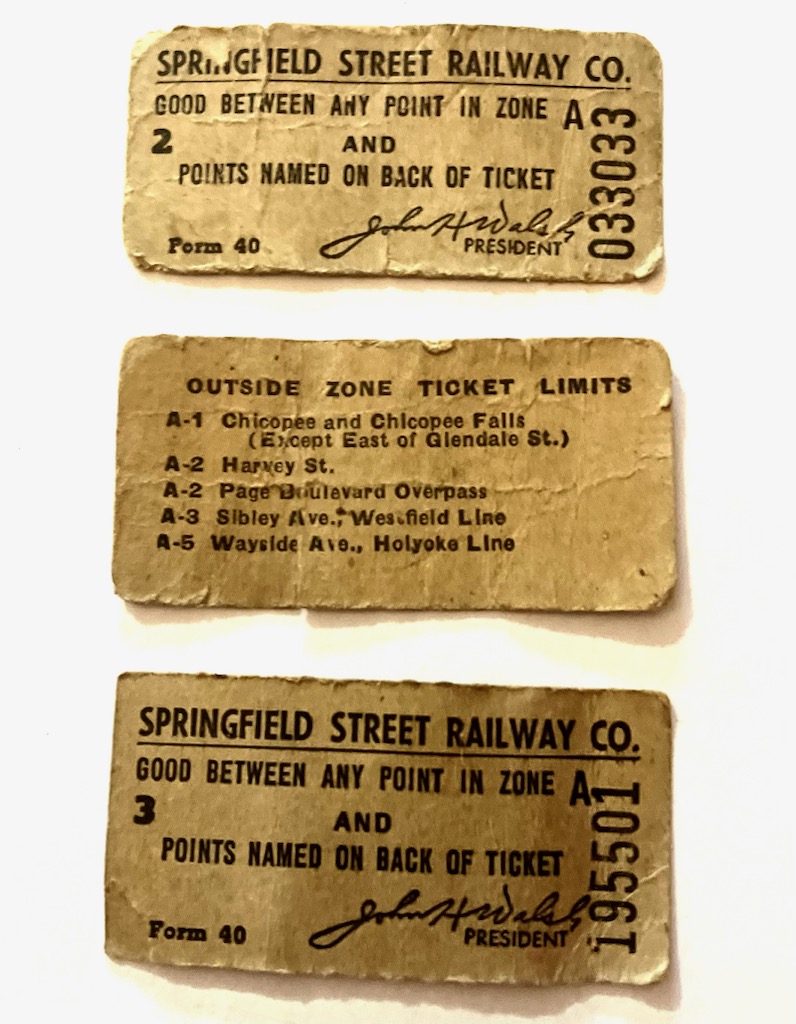 SPRINGFIELD STREET RAILWAY CO.
GOOD BETWEEN ANY POINT IN ZONE A
2
AND
POINTS NAMED ON BACK OF TICKET
Form 40
John H Walsh
PRESIDENT
033033
OUTSIDE ZONE TICKET LIMITS
A-1 Chicopee and Chicopee Falls
(Except East of Glendale St.)
A-2 Harvey St.
A-2 Page Boulevard Overpass
A-3 Sibley Ave., Westfield Line
A-5 Wayside Ave., Holyoke Line
SPRINGFIELD STREET RAILWAY CO.
GOOD BETWEEN ANY POINT IN ZONE A
3
AND
POINTS NAMED ON BACK OF TICKET
Form 40
John H Walsh
PRESIDENT
195501